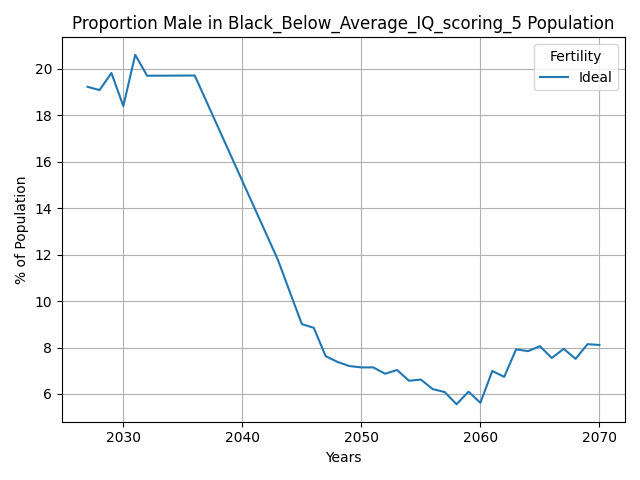 Proportion Male in Black_Below_Average_IQ_scoring_5 Population
Fertility
Ideal
% of Population
20
18
16
14
12
10
8
6
2030
2040
2050
2060
2070
Years